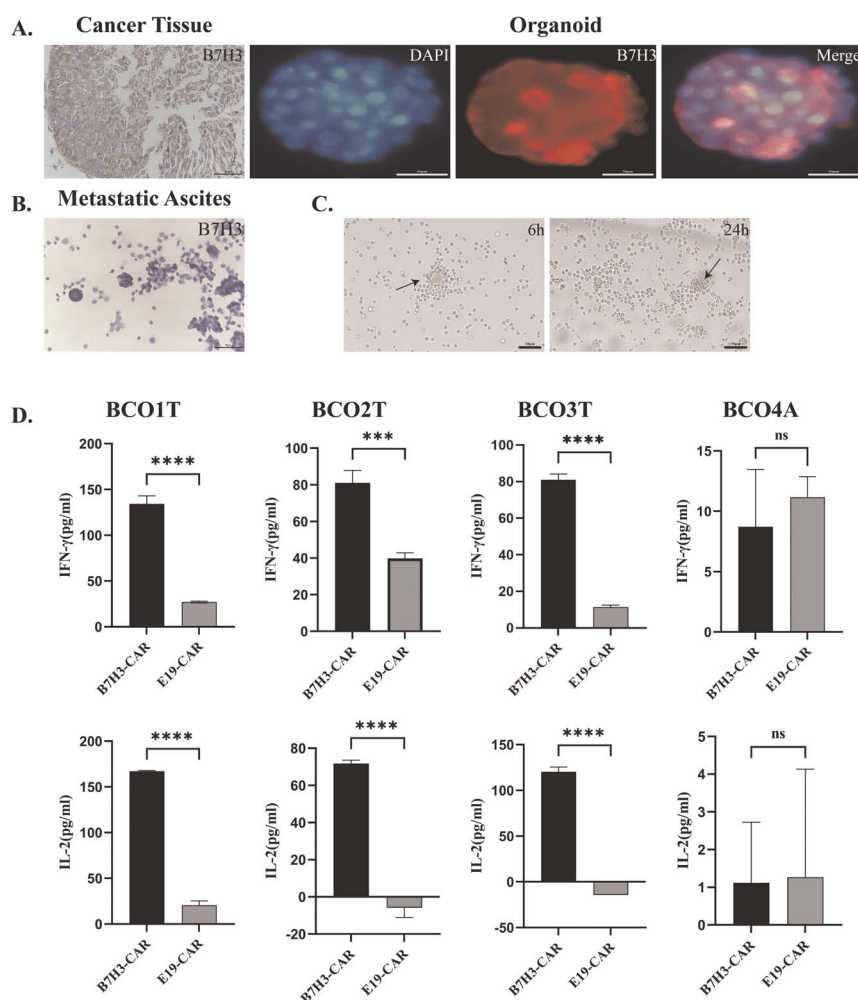 Cancer Tissue Organoid
A.
B7H3 DAPI B7H3 Merge
Metastatic Ascites
B. C.
B7H3 6h 24h
D.
BCO1T BCO2T BCO3T BCO4A
IFN-γ(pg/ml)
200
150
100
50
0
****
B7H3-CAR
E19-CAR
IFN-γ(pg/ml)
100
80
60
40
20
0
***
B7H3-CAR
E19-CAR
IFN-γ(pg/ml)
100
80
60
40
20
0
****
B7H3-CAR
E19-CAR
IFN-γ(pg/ml)
15
10
5
0
ns
B7H3-CAR
E19-CAR
IL-2(pg/ml)
200
150
100
50
0
****
B7H3-CAR
E19-CAR
IL-2(pg/ml)
80
60
40
20
0
-20
****
B7H3-CAR
E19-CAR
IL-2(pg/ml)
150
100
50
0
-50
****
B7H3-CAR
E19-CAR
IL-2(pg/ml)
5
4
3
2
1
0
ns
B7H3-CAR
E19-CAR